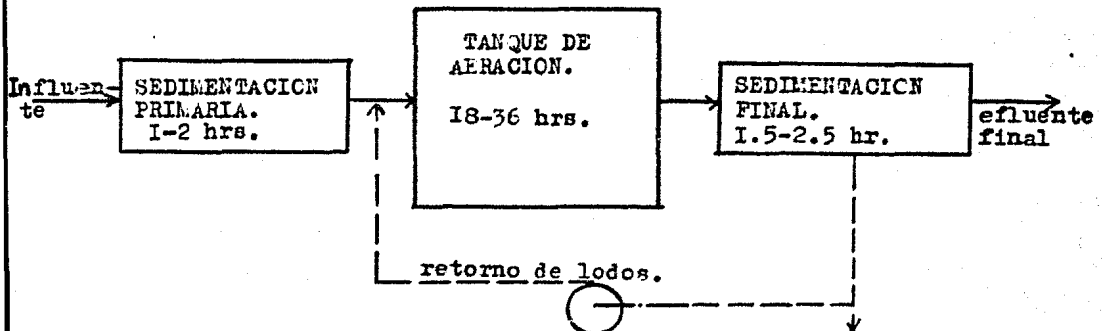 Influen-
te
SEDIMENTACION
PRIMARIA.
I-2 hrs.
TANQUE DE
AERACION.
I8-36 hrs.
SEDIMENTACION
FINAL.
I.5-2.5 hr.
efluente
final
retorno de lodos.